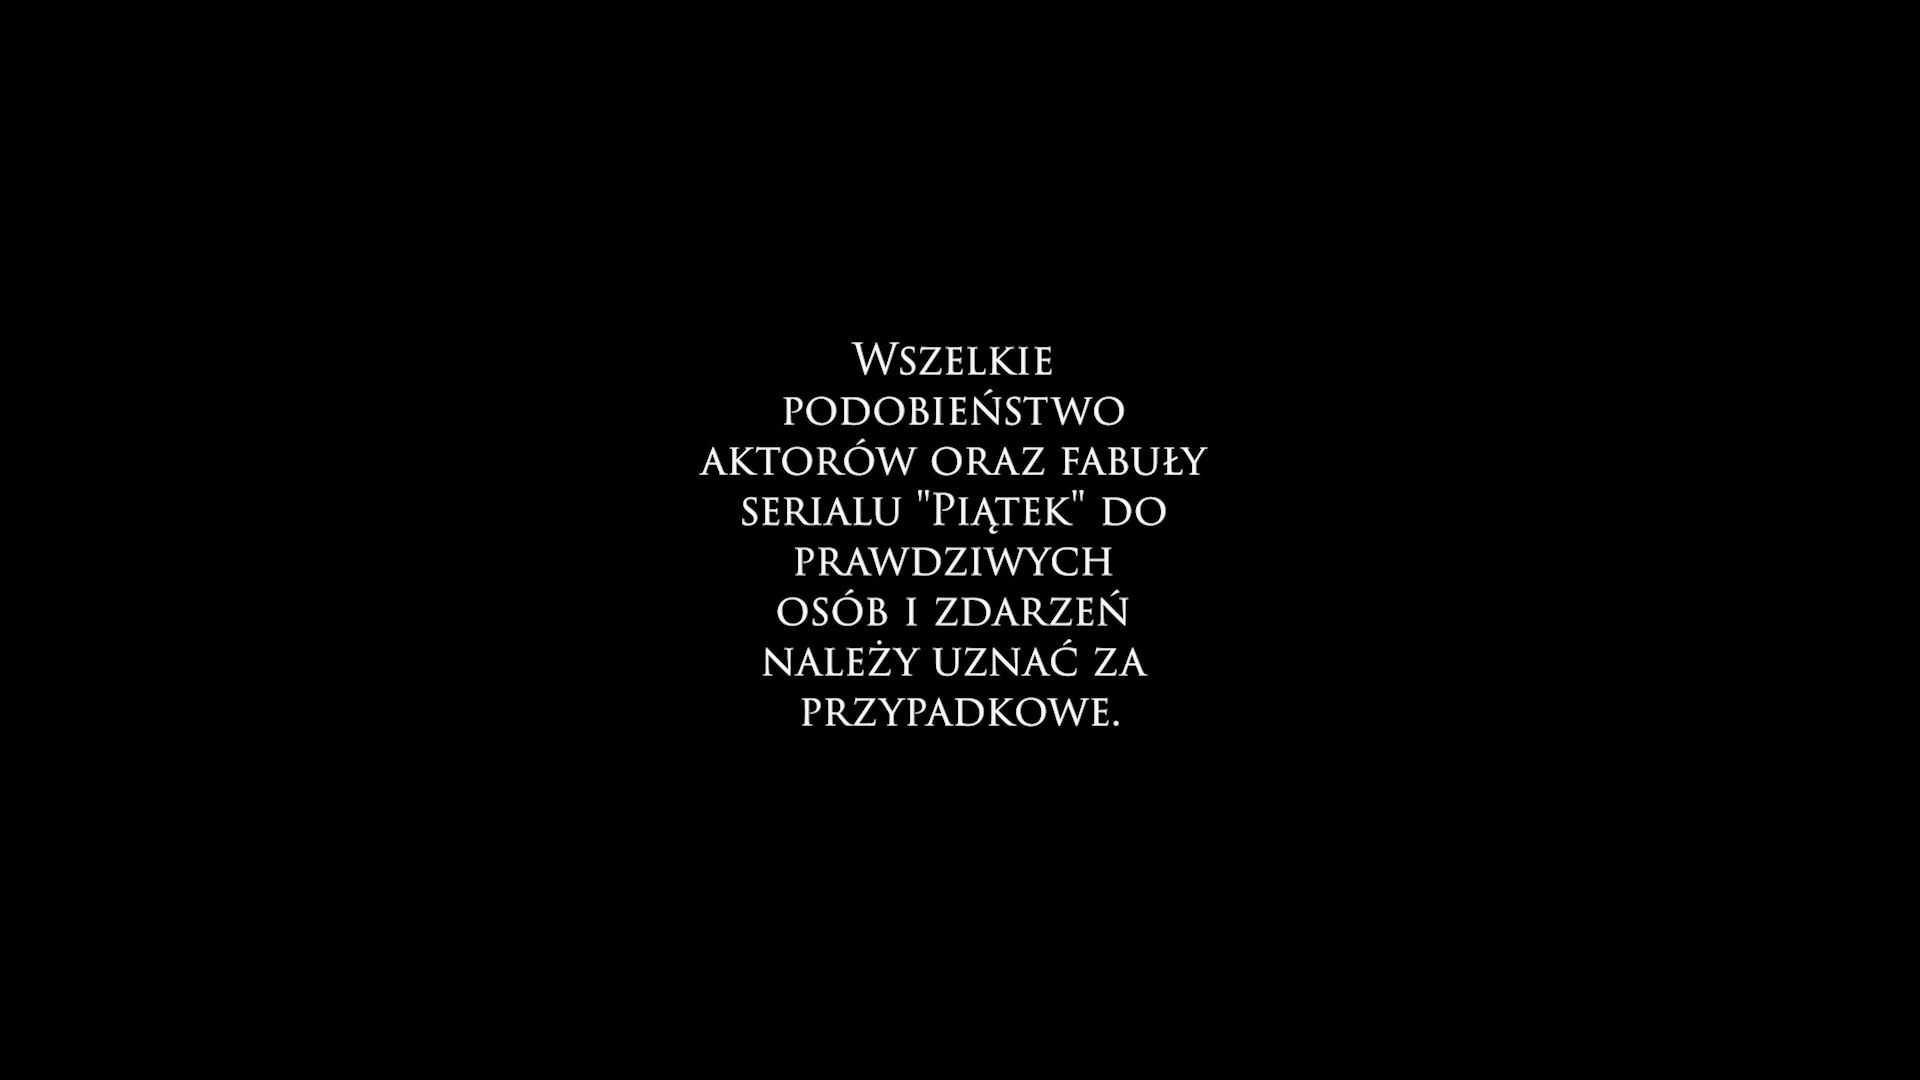 Wszelkie
podobieństwo
aktorów oraz fabuły
serialu "Piątek" do
prawdziwych
osób i zdarzeń
należy uznać za
przypadkowe.